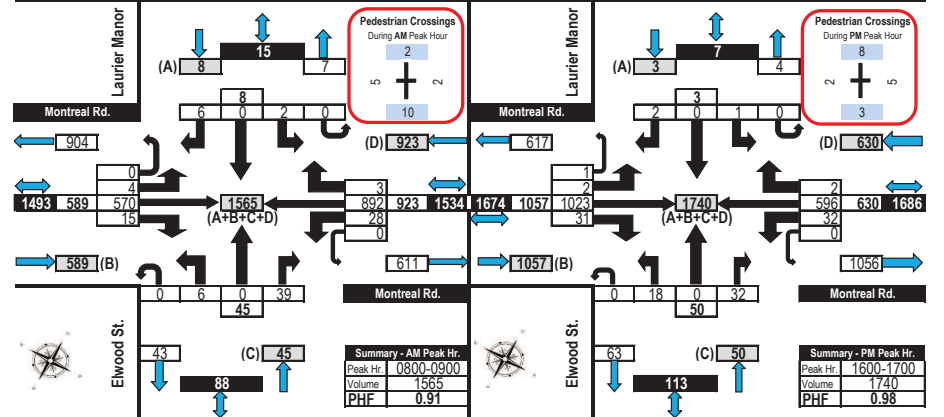 Laurier Manor
15
(A) 8
7
Pedestrian Crossings
During AM Peak Hour
2
5
2
10
Montreal Rd.
8
6 0 2 0
904
(D) 923
0
4
1493 589 570
15
1565
(A+B+C+D)
3
892 923 1534
28
0
589 (B)
611
0 6 0 39
45
Montreal Rd.
Elwood St.
43
(C) 45
88
Summary - AM Peak Hr.
Peak Hr. 0800-0900
Volume 1565
PHF 0.91
Laurier Manor
7
(A) 3
4
Pedestrian Crossings
During PM Peak Hour
8
2
5
3
Montreal Rd.
3
2 0 1 0
617
(D) 630
1
2
1674 1057 1023
31
1740
(A+B+C+D)
2
596 630 1686
32
0
1057 (B)
1056
0 18 0 32
50
Montreal Rd.
Elwood St.
63
(C) 50
113
Summary - PM Peak Hr.
Peak Hr. 1600-1700
Volume 1740
PHF 0.98